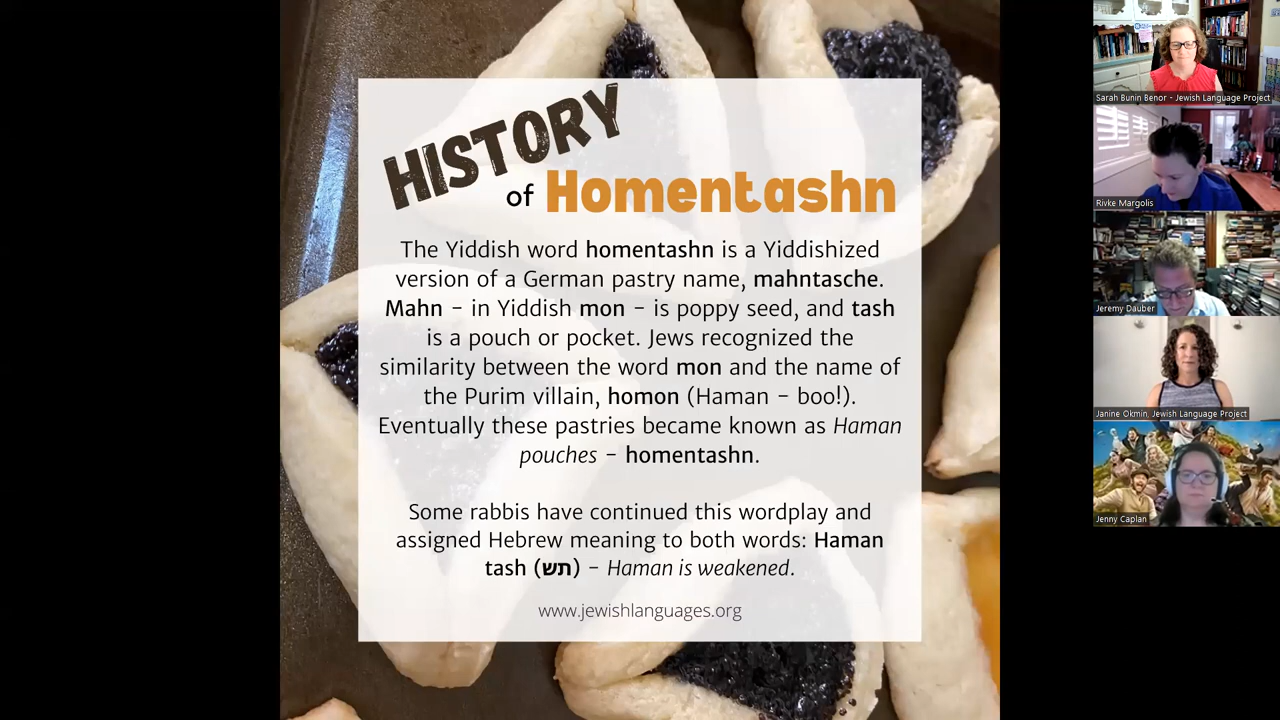 HISTORY
of Homentashn
The Yiddish word homentashn is a Yiddishized
version of a German pastry name, mahntasche.
Mahn – in Yiddish mon – is poppy seed, and tash
is a pouch or pocket. Jews recognized the
similarity between the word mon and the name of
the Purim villain, homon (Haman – boo!).
Eventually these pastries became known as Haman
pouches – homentashn.
Some rabbis have continued this wordplay and
assigned Hebrew meaning to both words: Haman
tash (תש) – Haman is weakened.
www.jewishlanguages.org
Sarah Bunin Benor - Jewish Language Project
Rivke Margolis
Jeremy Dauber
Janine Okmin, Jewish Language Project
Jenny Caplan